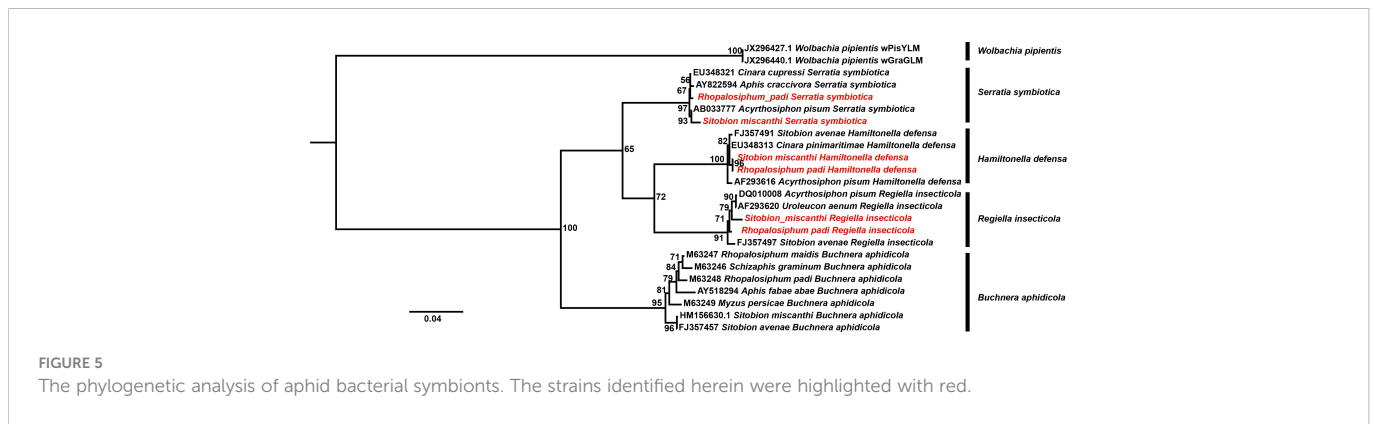 100 JX296427.1 Wolbachia pipientis wPisYLM
JX296440.1 Wolbachia pipientis wGraGLM
Wolbachia pipientis
EU348321 Cinara cupressi Serratia symbiotica
56 AY822594 Aphis craccivora Serratia symbiotica
67 Rhopalosiphum_padi Serratia symbiotica
97 AB033777 Acyrthosiphon pisum Serratia symbiotica
93 Sitobion miscanthi Serratia symbiotica
Serratia symbiotica
FJ357491 Sitobion avenae Hamiltonella defensa
82 EU348313 Cinara pinimaritimae Hamiltonella defensa
100 Sitobion miscanthi Hamiltonella defensa
96 Rhopalosiphum padi Hamiltonella defensa
AF293616 Acyrthosiphon pisum Hamiltonella defensa
Hamiltonella defensa
65
72
90 DQ010008 Acyrthosiphon pisum Regiella insecticola
79 AF293620 Uroleucon aenum Regiella insecticola
71 Sitobion_miscanthi Regiella insecticola
Rhopalosiphum padi Regiella insecticola
91 FJ357497 Sitobion avenae Regiella insecticola
Regiella insecticola
100
71 M63247 Rhopalosiphum maidis Buchnera aphidicola
84 M63246 Schizaphis graminum Buchnera aphidicola
79 M63248 Rhopalosiphum padi Buchnera aphidicola
81 AY518294 Aphis fabae abae Buchnera aphidicola
95 M63249 Myzus persicae Buchnera aphidicola
HM156630.1 Sitobion miscanthi Buchnera aphidicola
96 FJ357457 Sitobion avenae Buchnera aphidicola
Buchnera aphidicola
0.04
FIGURE 5
The phylogenetic analysis of aphid bacterial symbionts. The strains identified herein were highlighted with red.